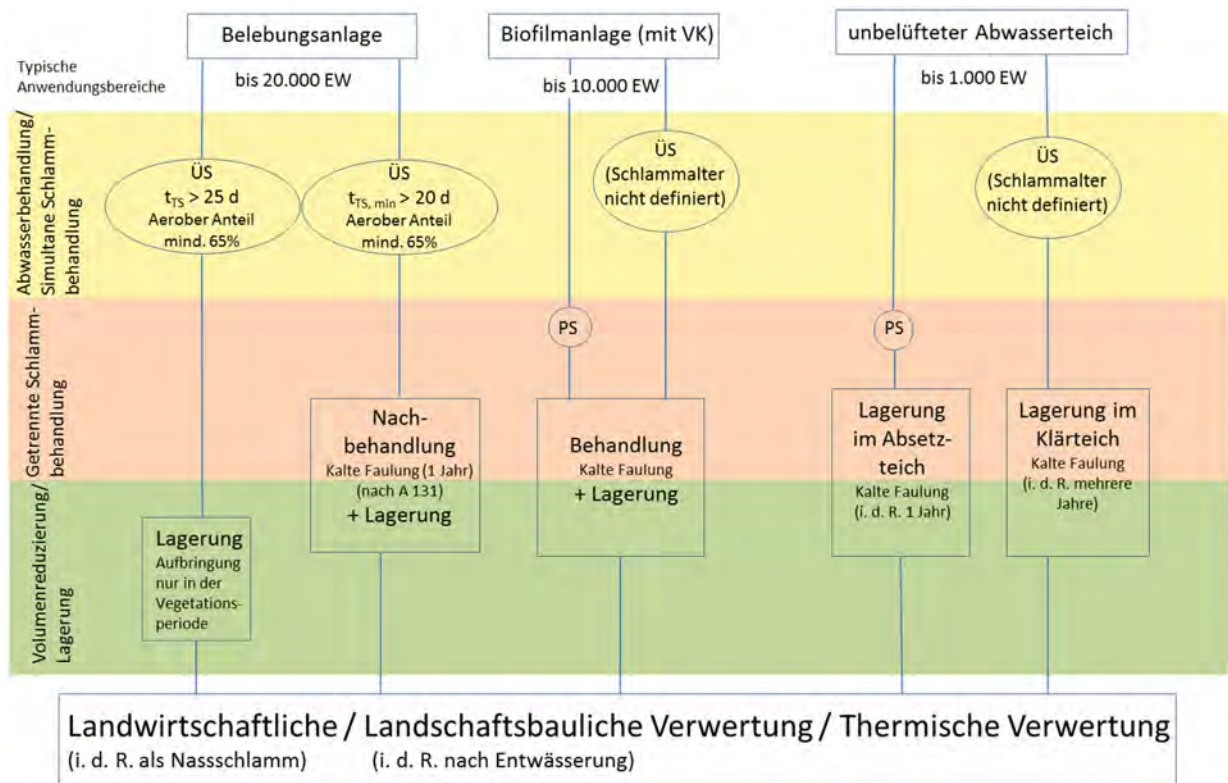 Belebungsanlage
Biofilmanlage (mit VK)
unbelüfteter Abwasserteich
Typische
Anwendungsbereiche
bis 20.000 EW
bis 10.000 EW
bis 1.000 EW
Abwasserbehandlung/
Simultane Schlamm-
behandlung
ÜS
t_TS > 25 d
Aerober Anteil
mind. 65%
ÜS
t_TS, min > 20 d
Aerober Anteil
mind. 65%
ÜS
(Schlammalter
nicht definiert)
ÜS
(Schlammalter
nicht definiert)
Getrennte Schlamm-
behandlung
PS
PS
Nach-
behandlung
Kalte Faulung (1 Jahr)
(nach A 131)
+ Lagerung
Behandlung
Kalte Faulung
+ Lagerung
Lagerung
im Absetz-
teich
Kalte Faulung
(i. d. R. 1 Jahr)
Lagerung im
Klärteich
Kalte Faulung
(i. d. R. mehrere
Jahre)
Volumenreduzierung/
Lagerung
Lagerung
Aufbringung
nur in der
Vegetations-
periode
Landwirtschaftliche / Landschaftsbauliche Verwertung / Thermische Verwertung
(i. d. R. als Nassschlamm) (i. d. R. nach Entwässerung)